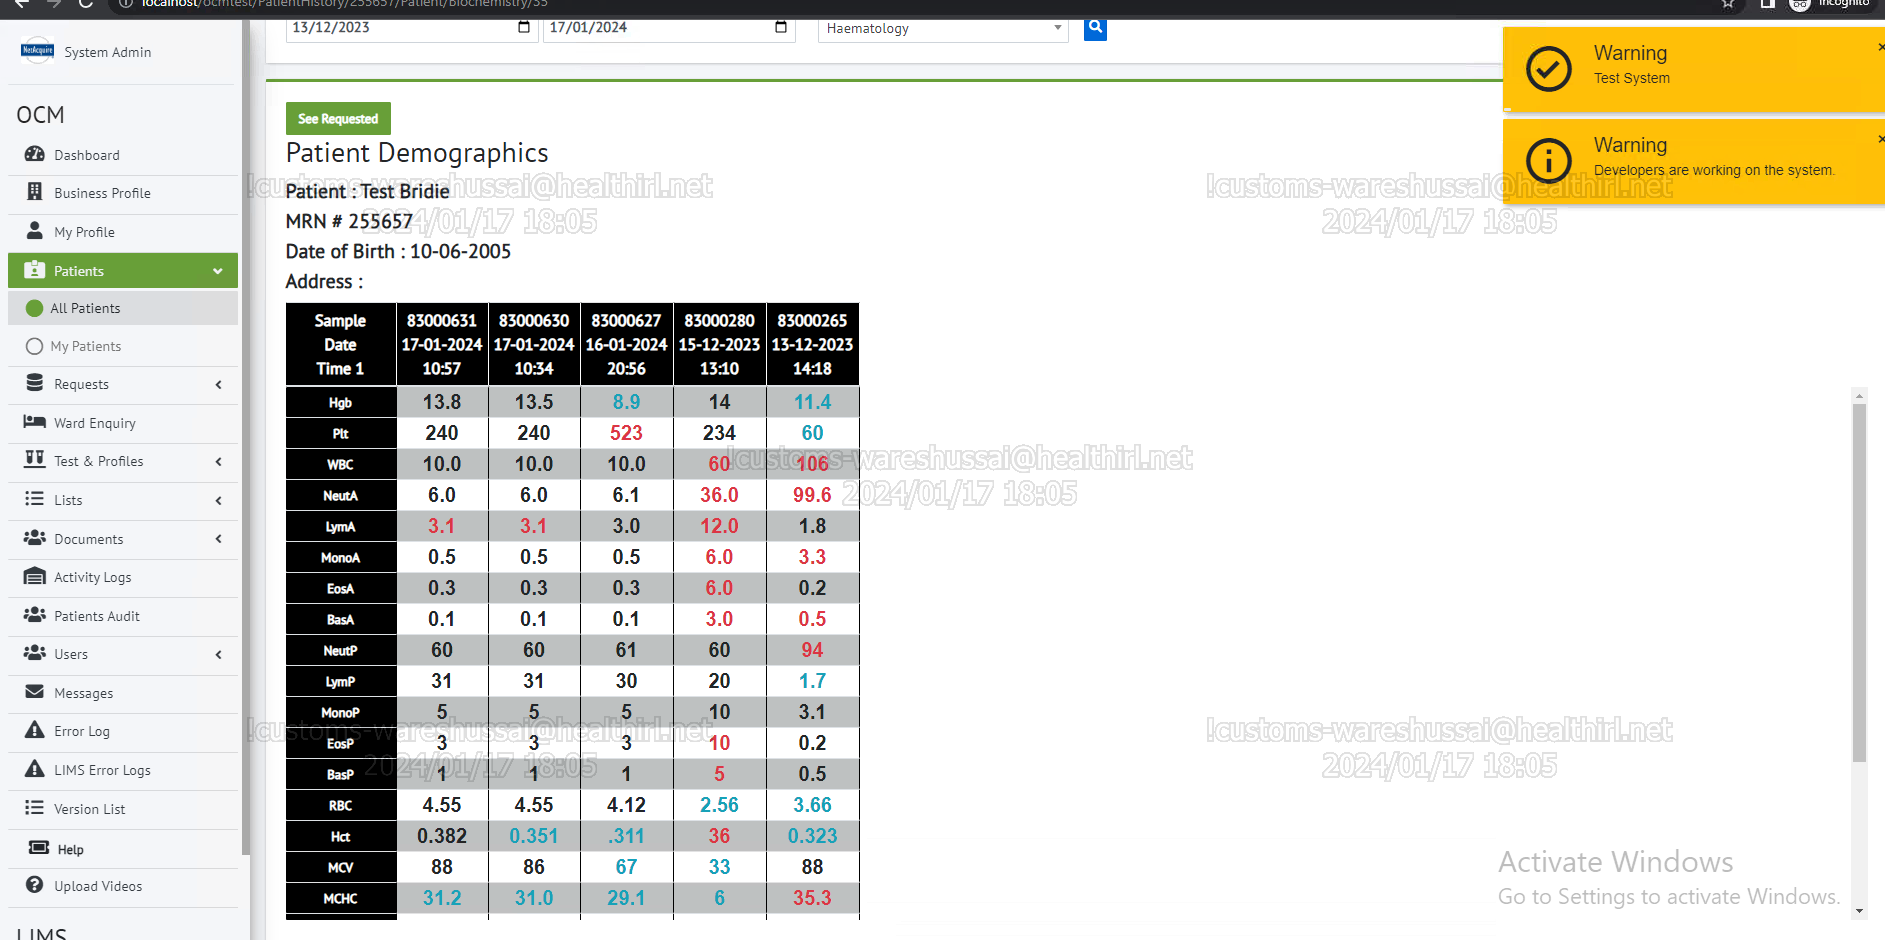 localhost/ocmtest/PatientHistory/255657/Patient/Biochemistry/35
Incognito
NetAcquire
System Admin
OCM
Dashboard
Business Profile
My Profile
Patients
All Patients
My Patients
Requests
Ward Enquiry
Test & Profiles
Lists
Documents
Activity Logs
Patients Audit
Users
Messages
Error Log
LIMS Error Logs
Version List
Help
Upload Videos
LIMS
13/12/2023
17/01/2024
Haematology
See Requested
Patient Demographics
Patient : Test Bridie
MRN # 255657
Date of Birth : 10-06-2005
Address :
Sample 83000631 83000630 83000627 83000280 83000265
Date 17-01-2024 17-01-2024 16-01-2024 15-12-2023 13-12-2023
Time 1 10:57 10:34 20:56 13:10 14:18
Hgb 13.8 13.5 8.9 14 11.4
Plt 240 240 523 234 60
WBC 10.0 10.0 10.0 60 106
NeutA 6.0 6.0 6.1 36.0 99.6
LymA 3.1 3.1 3.0 12.0 1.8
MonoA 0.5 0.5 0.5 6.0 3.3
EosA 0.3 0.3 0.3 6.0 0.2
BasA 0.1 0.1 0.1 3.0 0.5
NeutP 60 60 61 60 94
LymP 31 31 30 20 1.7
MonoP 5 5 5 10 3.1
EosP 3 3 3 10 0.2
BasP 1 1 1 5 0.5
RBC 4.55 4.55 4.12 2.56 3.66
Hct 0.382 0.351 .311 36 0.323
MCV 88 86 67 33 88
MCHC 31.2 31.0 29.1 6 35.3
Warning
Test System
Warning
Developers are working on the system.
!customs-wareshussai@healthirl.net
2024/01/17 18:05
!customs-wareshussai@healthirl.net
2024/01/17 18:05
!customs-wareshussai@healthirl.net
2024/01/17 18:05
!customs-wareshussai@healthirl.net
2024/01/17 18:05
!customs-wareshussai@healthirl.net
2024/01/17 18:05
Activate Windows
Go to Settings to activate Windows.